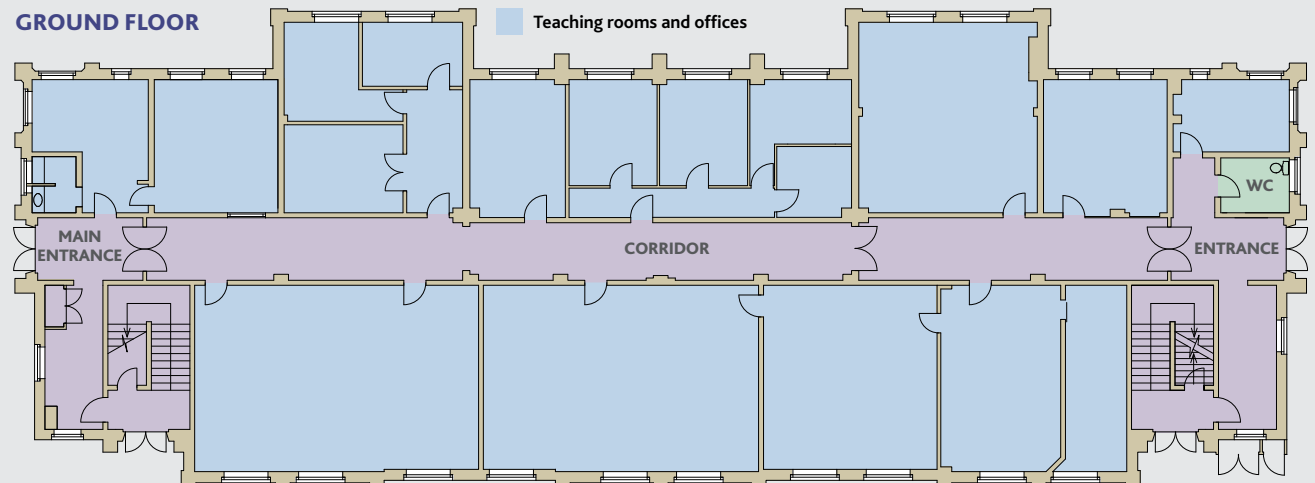 GROUND FLOOR
Teaching rooms and offices
WC
MAIN
ENTRANCE
CORRIDOR
ENTRANCE